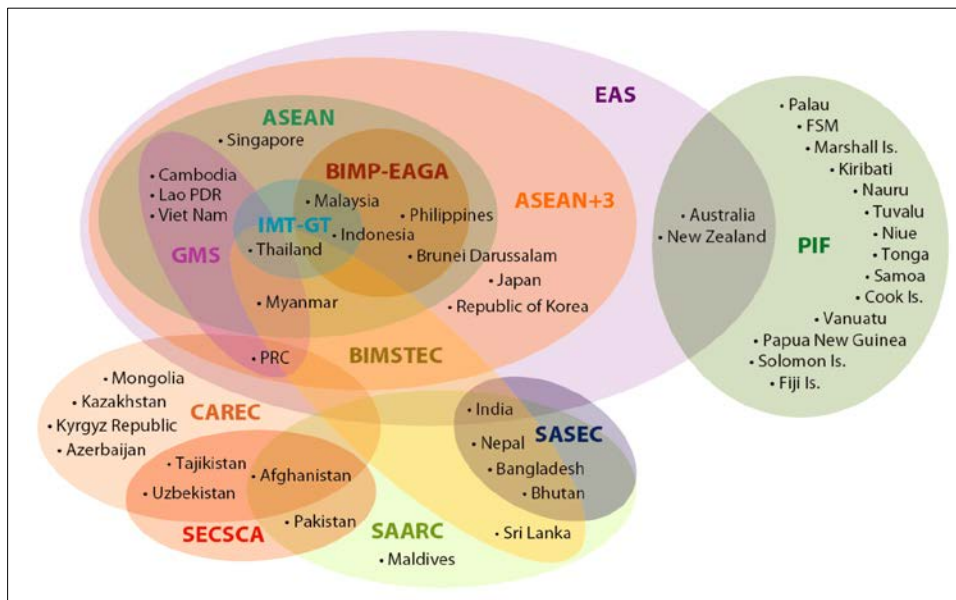 EAS
• Palau
• FSM
• Marshall Is.
• Kiribati
• Nauru
• Tuvalu
• Niue
• Tonga
• Samoa
• Cook Is.
• Vanuatu
• Papua New Guinea
• Solomon Is.
• Fiji Is.
PIF
• Australia
• New Zealand
ASEAN
• Singapore
BIMP-EAGA
• Cambodia
• Lao PDR
• Viet Nam
• Malaysia
• Philippines
ASEAN+3
IMT-GT
• Indonesia
• Thailand
GMS
• Brunei Darussalam
• Japan
• Republic of Korea
• Myanmar
• PRC
BIMSTEC
• Mongolia
• Kazakhstan
CAREC
• Kyrgyz Republic
• Azerbaijan
• Tajikistan
• Afghanistan
• Uzbekistan
• Pakistan
SECSCA
SAARC
• Maldives
• India
SASEC
• Nepal
• Bangladesh
• Bhutan
• Sri Lanka